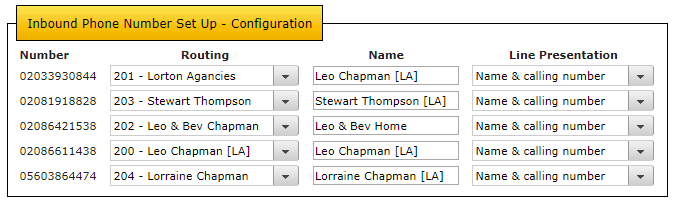 Inbound Phone Number Set Up - Configuration
Number Routing Name Line Presentation
02033930844 201 - Lorton Agancies Leo Chapman [LA] Name & calling number
02081918828 203 - Stewart Thompson Stewart Thompson [LA] Name & calling number
02086421538 202 - Leo & Bev Chapman Leo & Bev Home Name & calling number
02086611438 200 - Leo Chapman [LA] Leo Chapman [LA] Name & calling number
05603864474 204 - Lorraine Chapman Lorraine Chapman [LA] Name & calling number